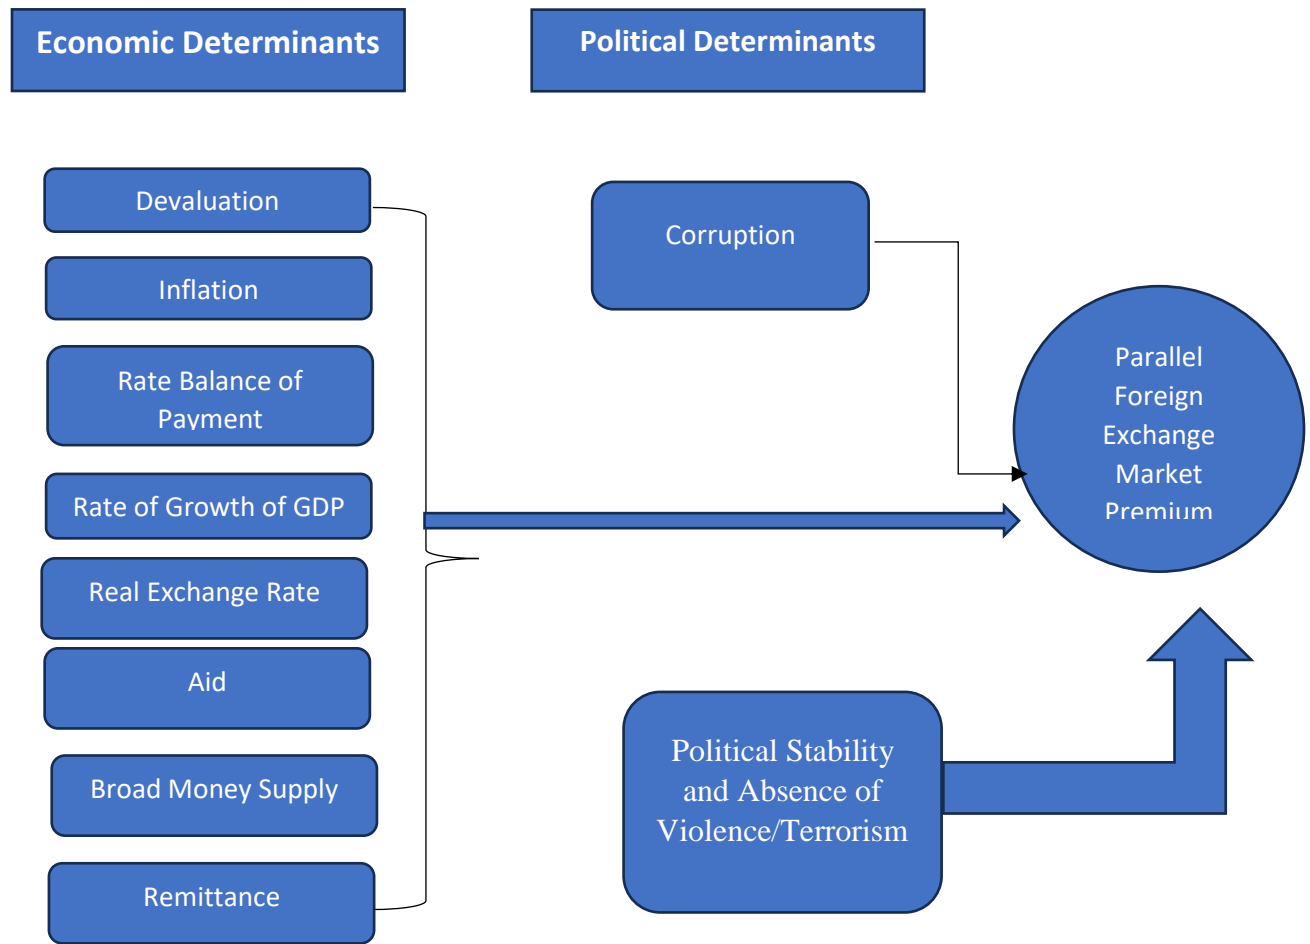 Economic Determinants
Political Determinants
Devaluation
Inflation
Rate Balance of
Payment
Rate of Growth of GDP
Real Exchange Rate
Aid
Broad Money Supply
Remittance
Corruption
Political Stability
and Absence of
Violence/Terrorism
Parallel
Foreign
Exchange
Market
Premium